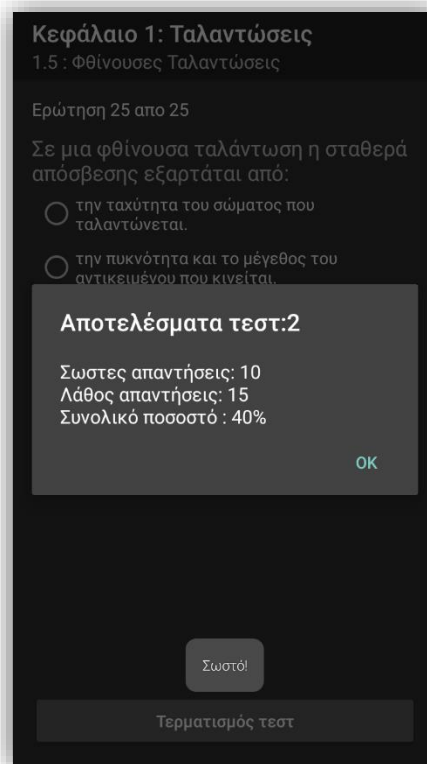 Κεφάλαιο 1: Ταλαντώσεις
1.5 : Φθίνουσες Ταλαντώσεις
Ερώτηση 25 απο 25
Σε μια φθίνουσα ταλάντωση η σταθερά
απόσβεσης εξαρτάται από:
την ταχύτητα του σώματος που
ταλαντώνεται.
την πυκνότητα και το μέγεθος του
αντικειμένου που κινείται.
Αποτελέσματα τεστ:2
Σωστες απαντήσεις: 10
Λάθος απαντήσεις: 15
Συνολικό ποσοστό : 40%
OK
Σωστό!
Τερματισμός τεστ